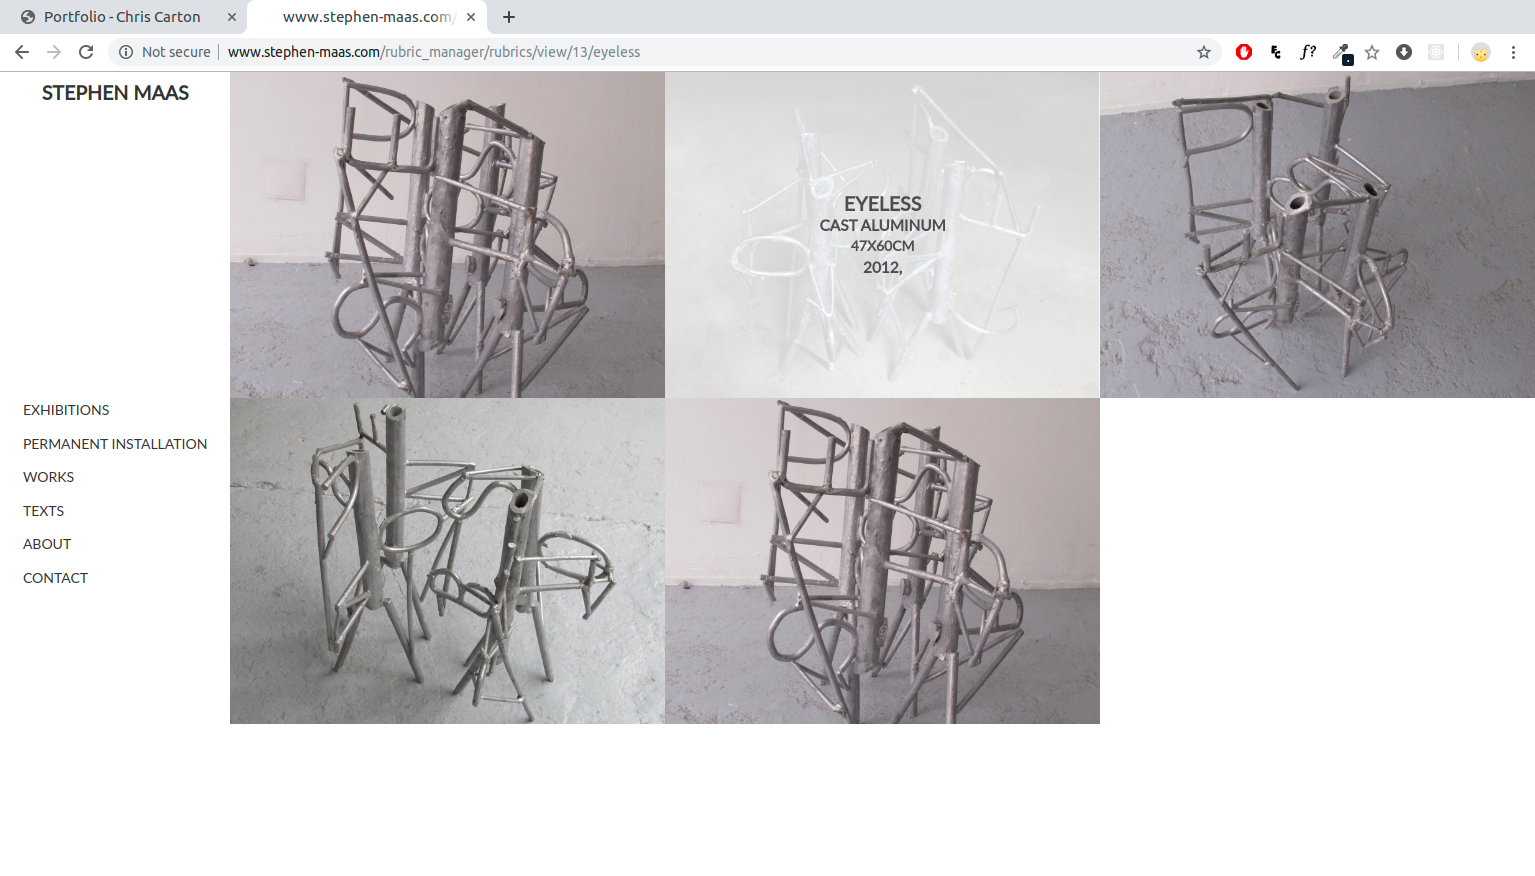 Portfolio - Chris Carton
www.stephen-maas.com/
Not secure
www.stephen-maas.com/rubric_manager/rubrics/view/13/eyeless
f?
STEPHEN MAAS
EYELESS
CAST ALUMINUM
47X60CM
2012,
EXHIBITIONS
PERMANENT INSTALLATION
WORKS
TEXTS
ABOUT
CONTACT